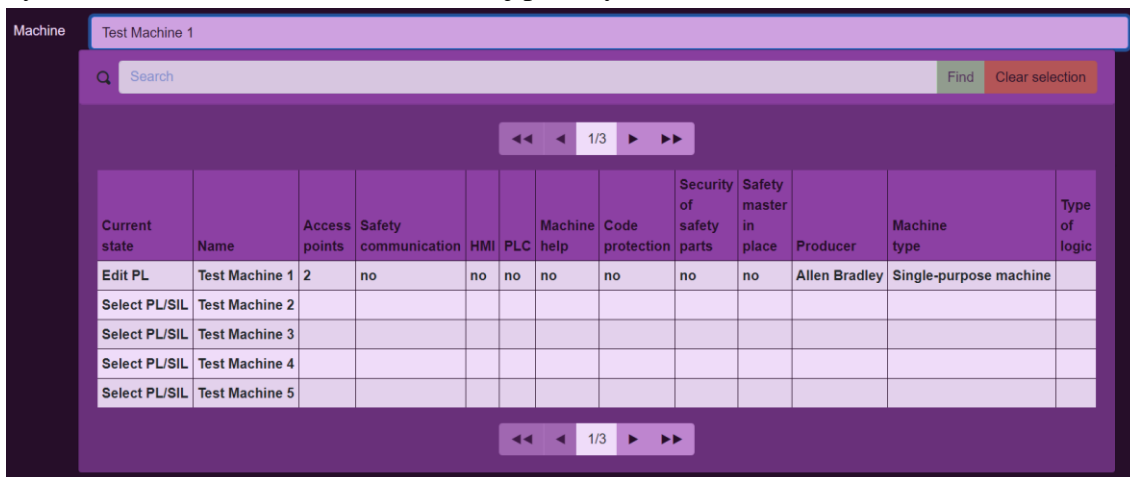 Machine Test Machine 1
Search Find Clear selection
◄◄ ◄ 1/3 ► ►►
Current state Name Access points Safety communication HMI PLC Machine help Code protection Security of safety parts Safety master in place Producer Machine type Type of logic
Edit PL Test Machine 1 2 no no no no no no no Allen Bradley Single-purpose machine
Select PL/SIL Test Machine 2
Select PL/SIL Test Machine 3
Select PL/SIL Test Machine 4
Select PL/SIL Test Machine 5
◄◄ ◄ 1/3 ► ►►